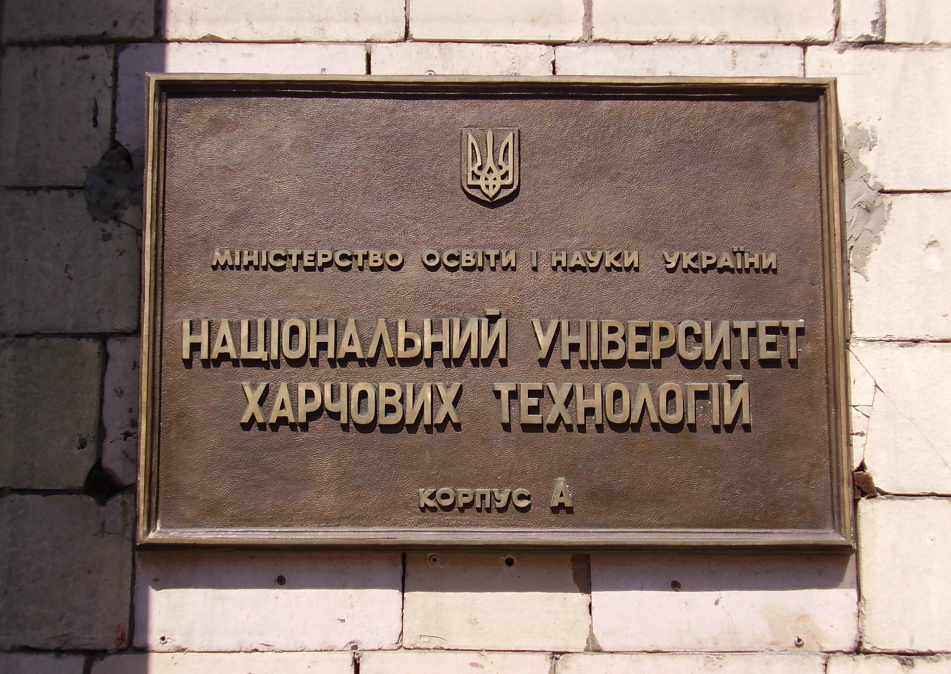 МІНІСТЕРСТВО ОСВІТИ І НАУКИ УКРАЇНИ
НАЦІОНАЛЬНИЙ УНІВЕРСИТЕТ
ХАРЧОВИХ ТЕХНОЛОГІЙ
КОРПУС А